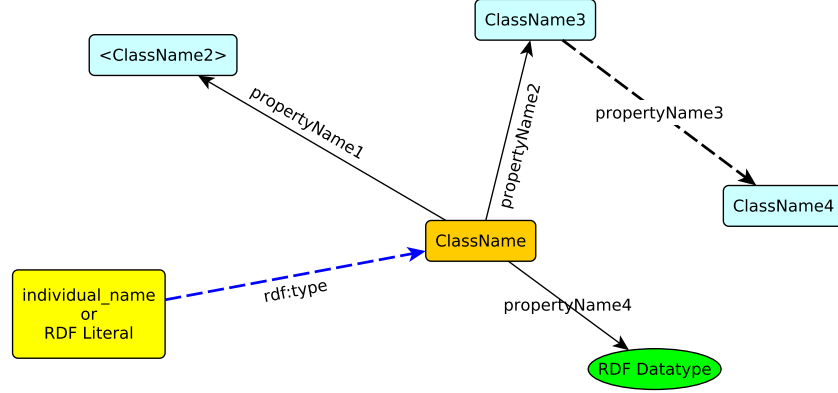 ClassName3
<ClassName2>
propertyName1
propertyName2
propertyName3
ClassName4
ClassName
rdf:type
individual_name
or
RDF Literal
propertyName4
RDF Datatype